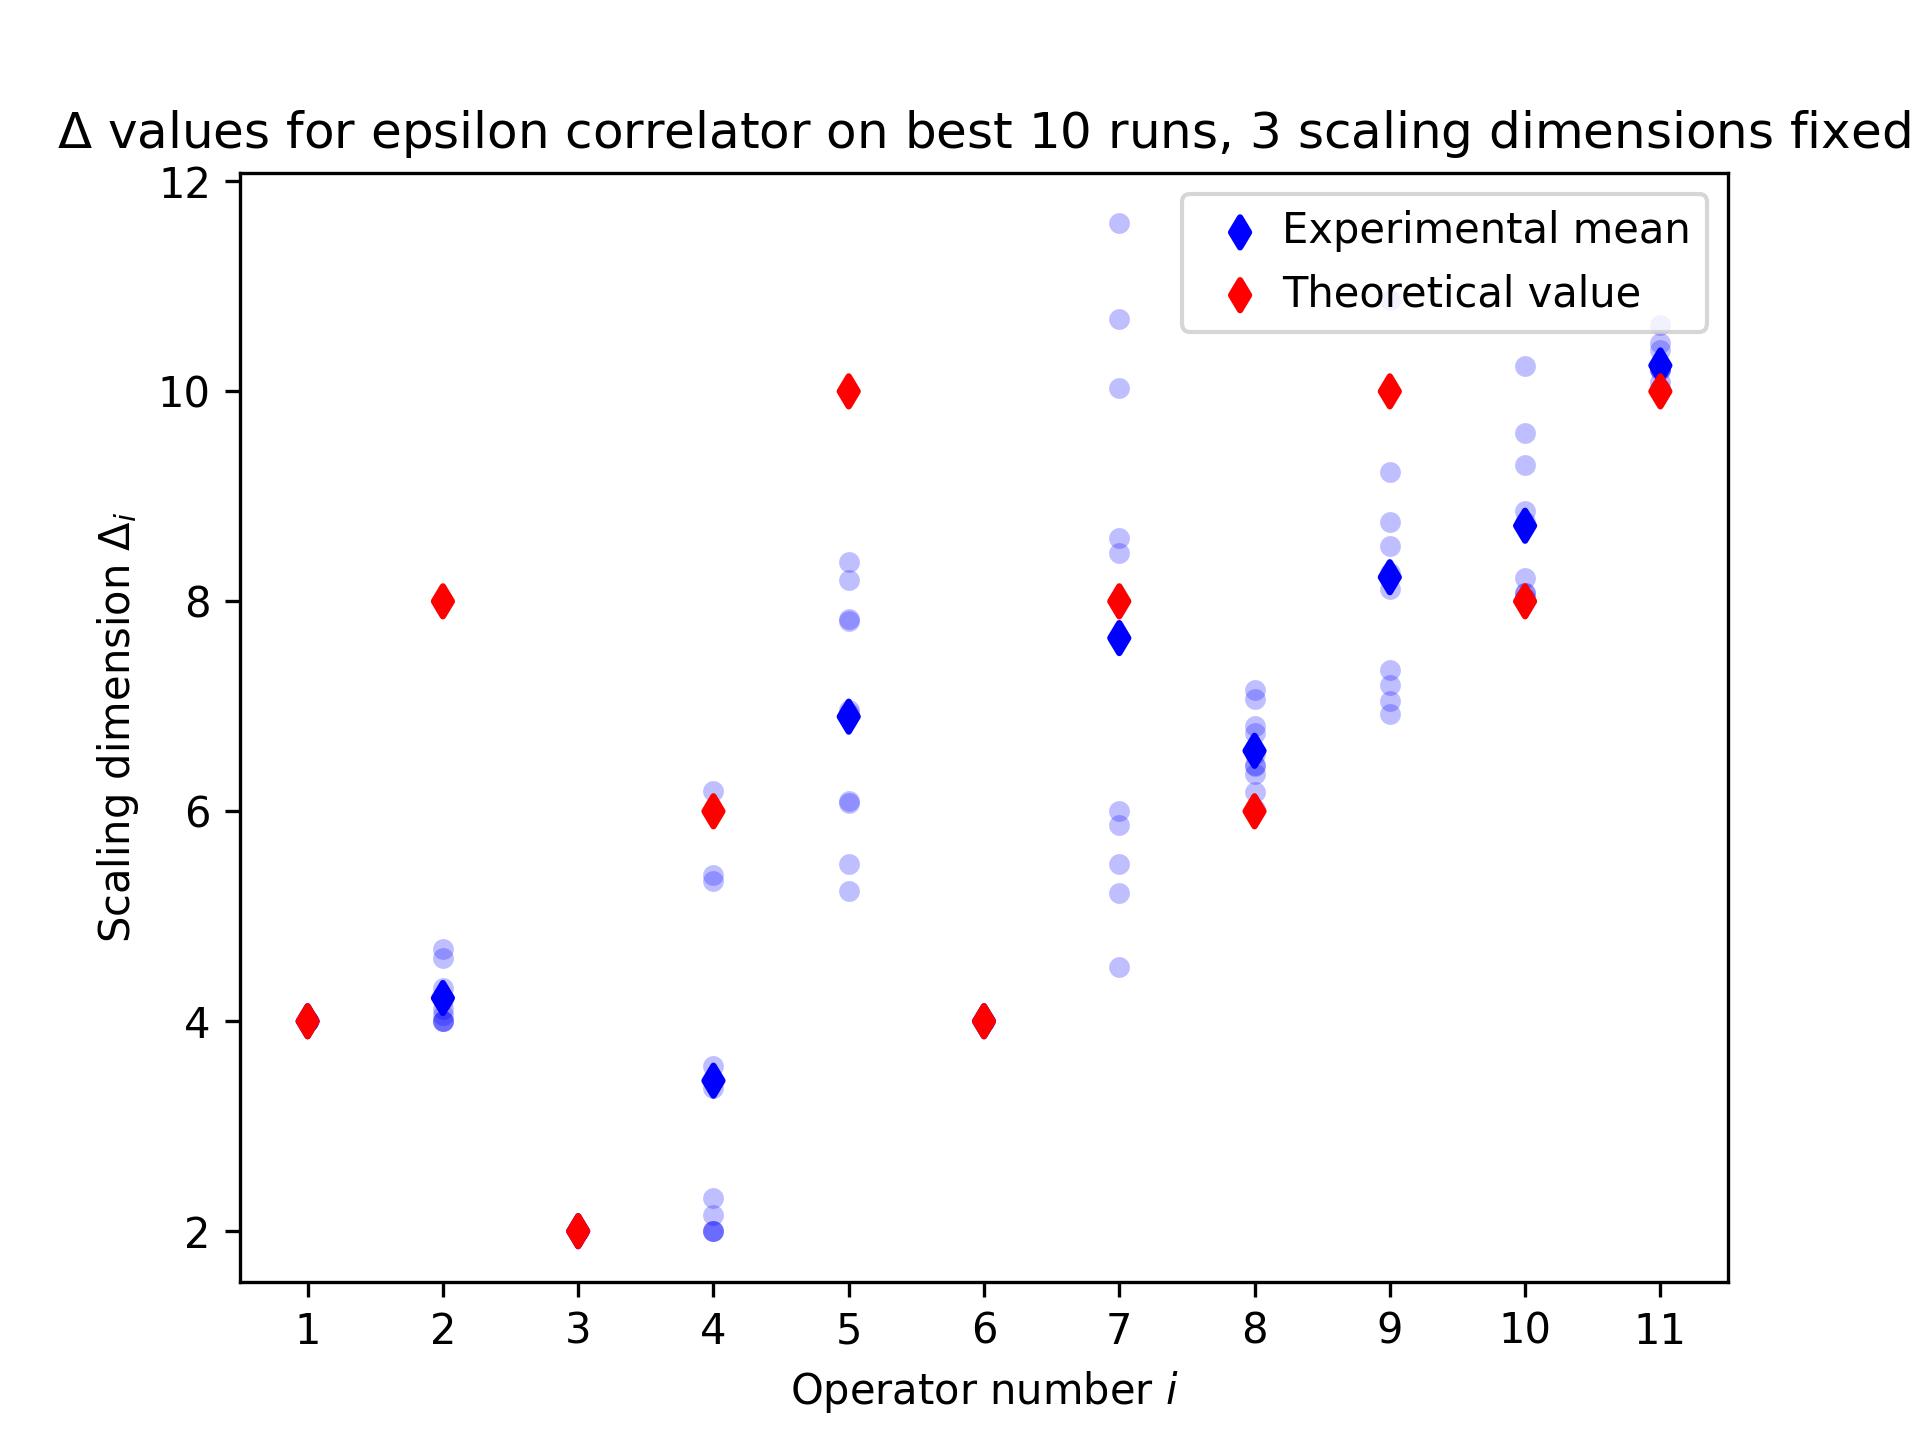 Δ values for epsilon correlator on best 10 runs, 3 scaling dimensions fixed
12
10
8
6
4
2
Scaling dimension Δi
Experimental mean
Theoretical value
1 2 3 4 5 6 7 8 9 10 11
Operator number i